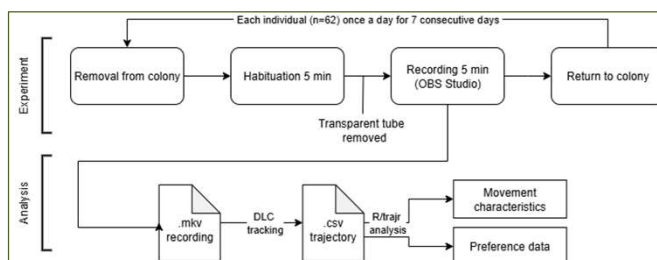 Each individual (n=62) once a day for 7 consecutive days
Experiment
Removal from colony
Habituation 5 min
Recording 5 min
(OBS Studio)
Return to colony
Transparent tube
removed
Analysis
.mkv
recording
DLC
tracking
.csv
trajectory
R/trajr
analysis
Movement
characteristics
Preference data